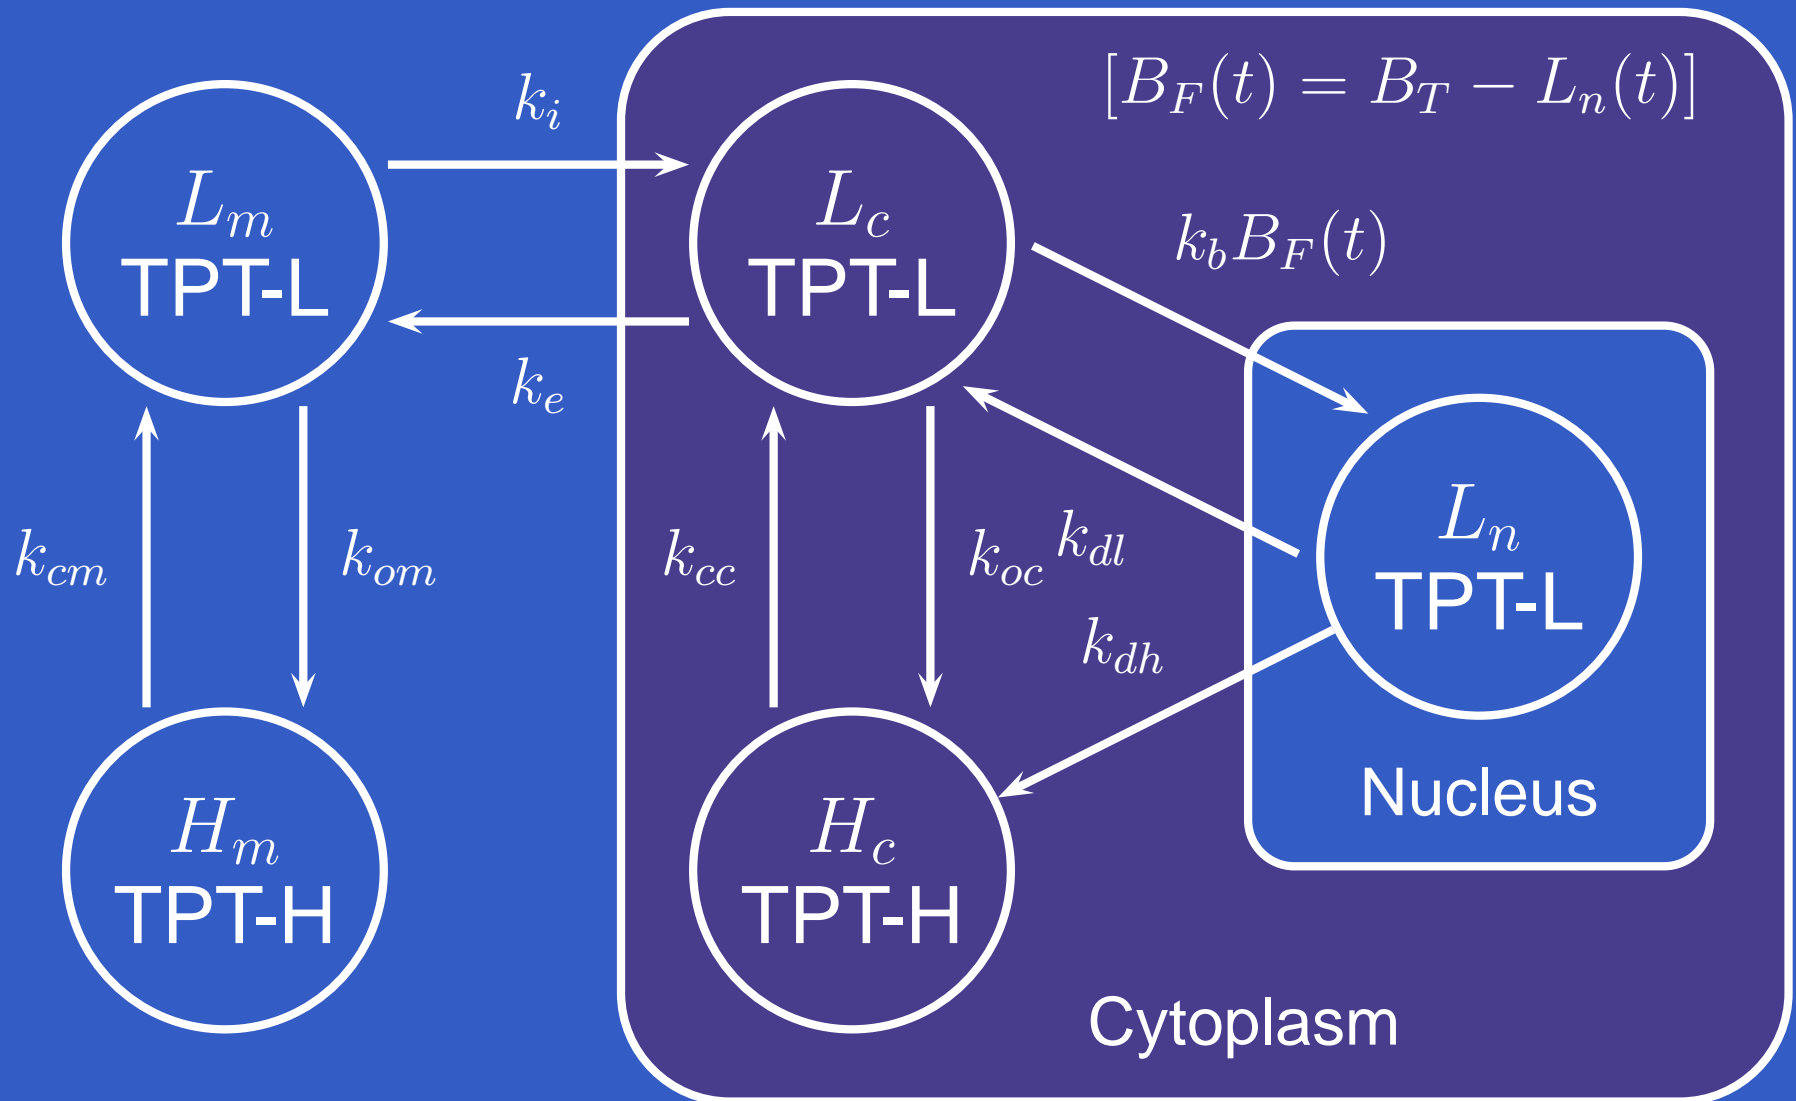 [B_F(t) = B_T − L_n(t)]
k_i
L_m
TPT-L
L_c
TPT-L
k_b B_F(t)
k_e
k_cm
k_om
k_cc
k_oc
k_dl
L_n
TPT-L
k_dh
Nucleus
H_m
TPT-H
H_c
TPT-H
Cytoplasm